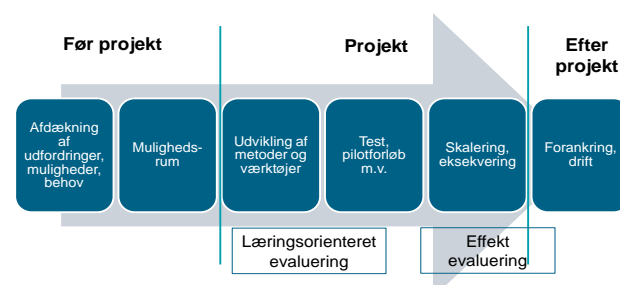 Før projekt
Projekt
Efter
projekt
Afdækning
af
udfordringer,
muligheder,
behov
Muligheds-
rum
Udvikling af
metoder og
værktøjer
Test,
pilotforløb
m.v.
Skalering,
eksekvering
Forankring,
drift
Læringsorienteret
evaluering
Effekt
evaluering